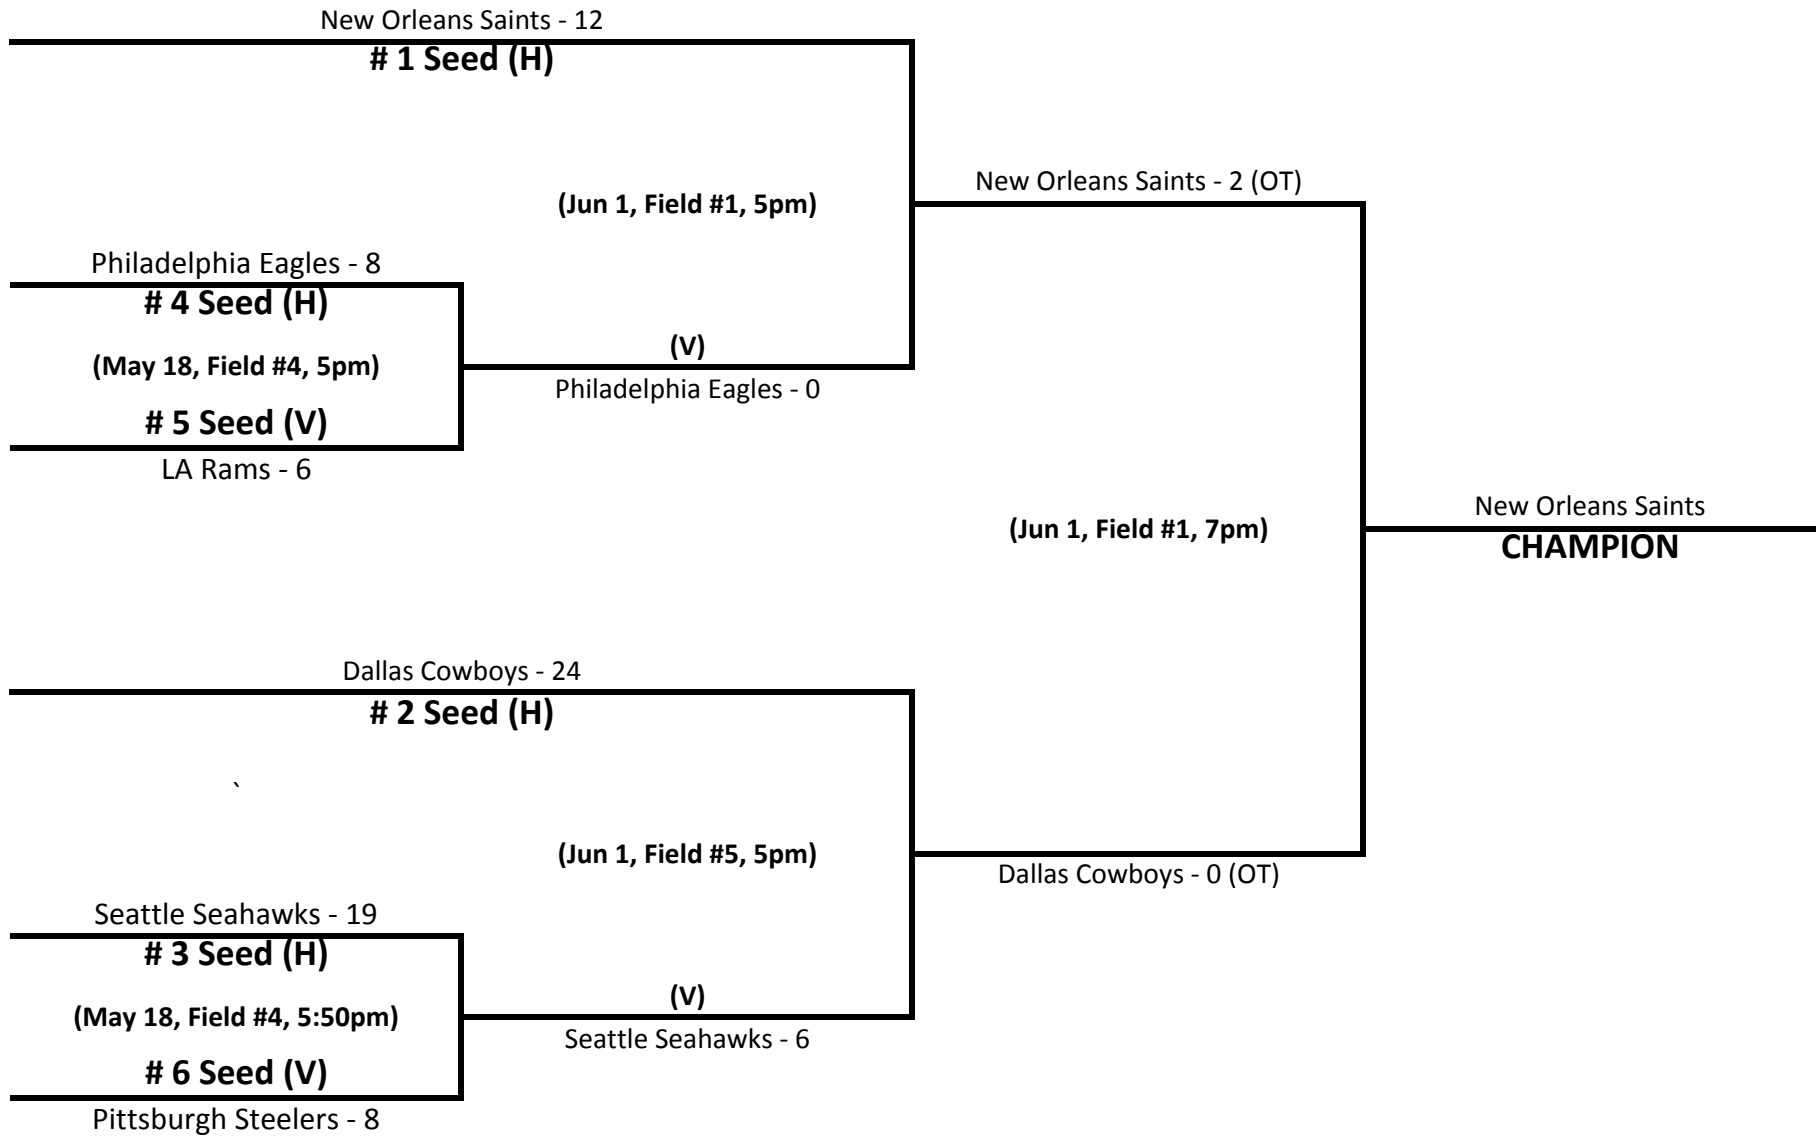 New Orleans Saints - 12
# 1 Seed (H)
New Orleans Saints - 2 (OT)
(Jun 1, Field #1, 5pm)
Philadelphia Eagles - 8
# 4 Seed (H)
(V)
(May 18, Field #4, 5pm)
Philadelphia Eagles - 0
# 5 Seed (V)
LA Rams - 6
New Orleans Saints
(Jun 1, Field #1, 7pm)
CHAMPION
Dallas Cowboys - 24
# 2 Seed (H)
`
(Jun 1, Field #5, 5pm)
Dallas Cowboys - 0 (OT)
Seattle Seahawks - 19
# 3 Seed (H)
(V)
(May 18, Field #4, 5:50pm)
Seattle Seahawks - 6
# 6 Seed (V)
Pittsburgh Steelers - 8